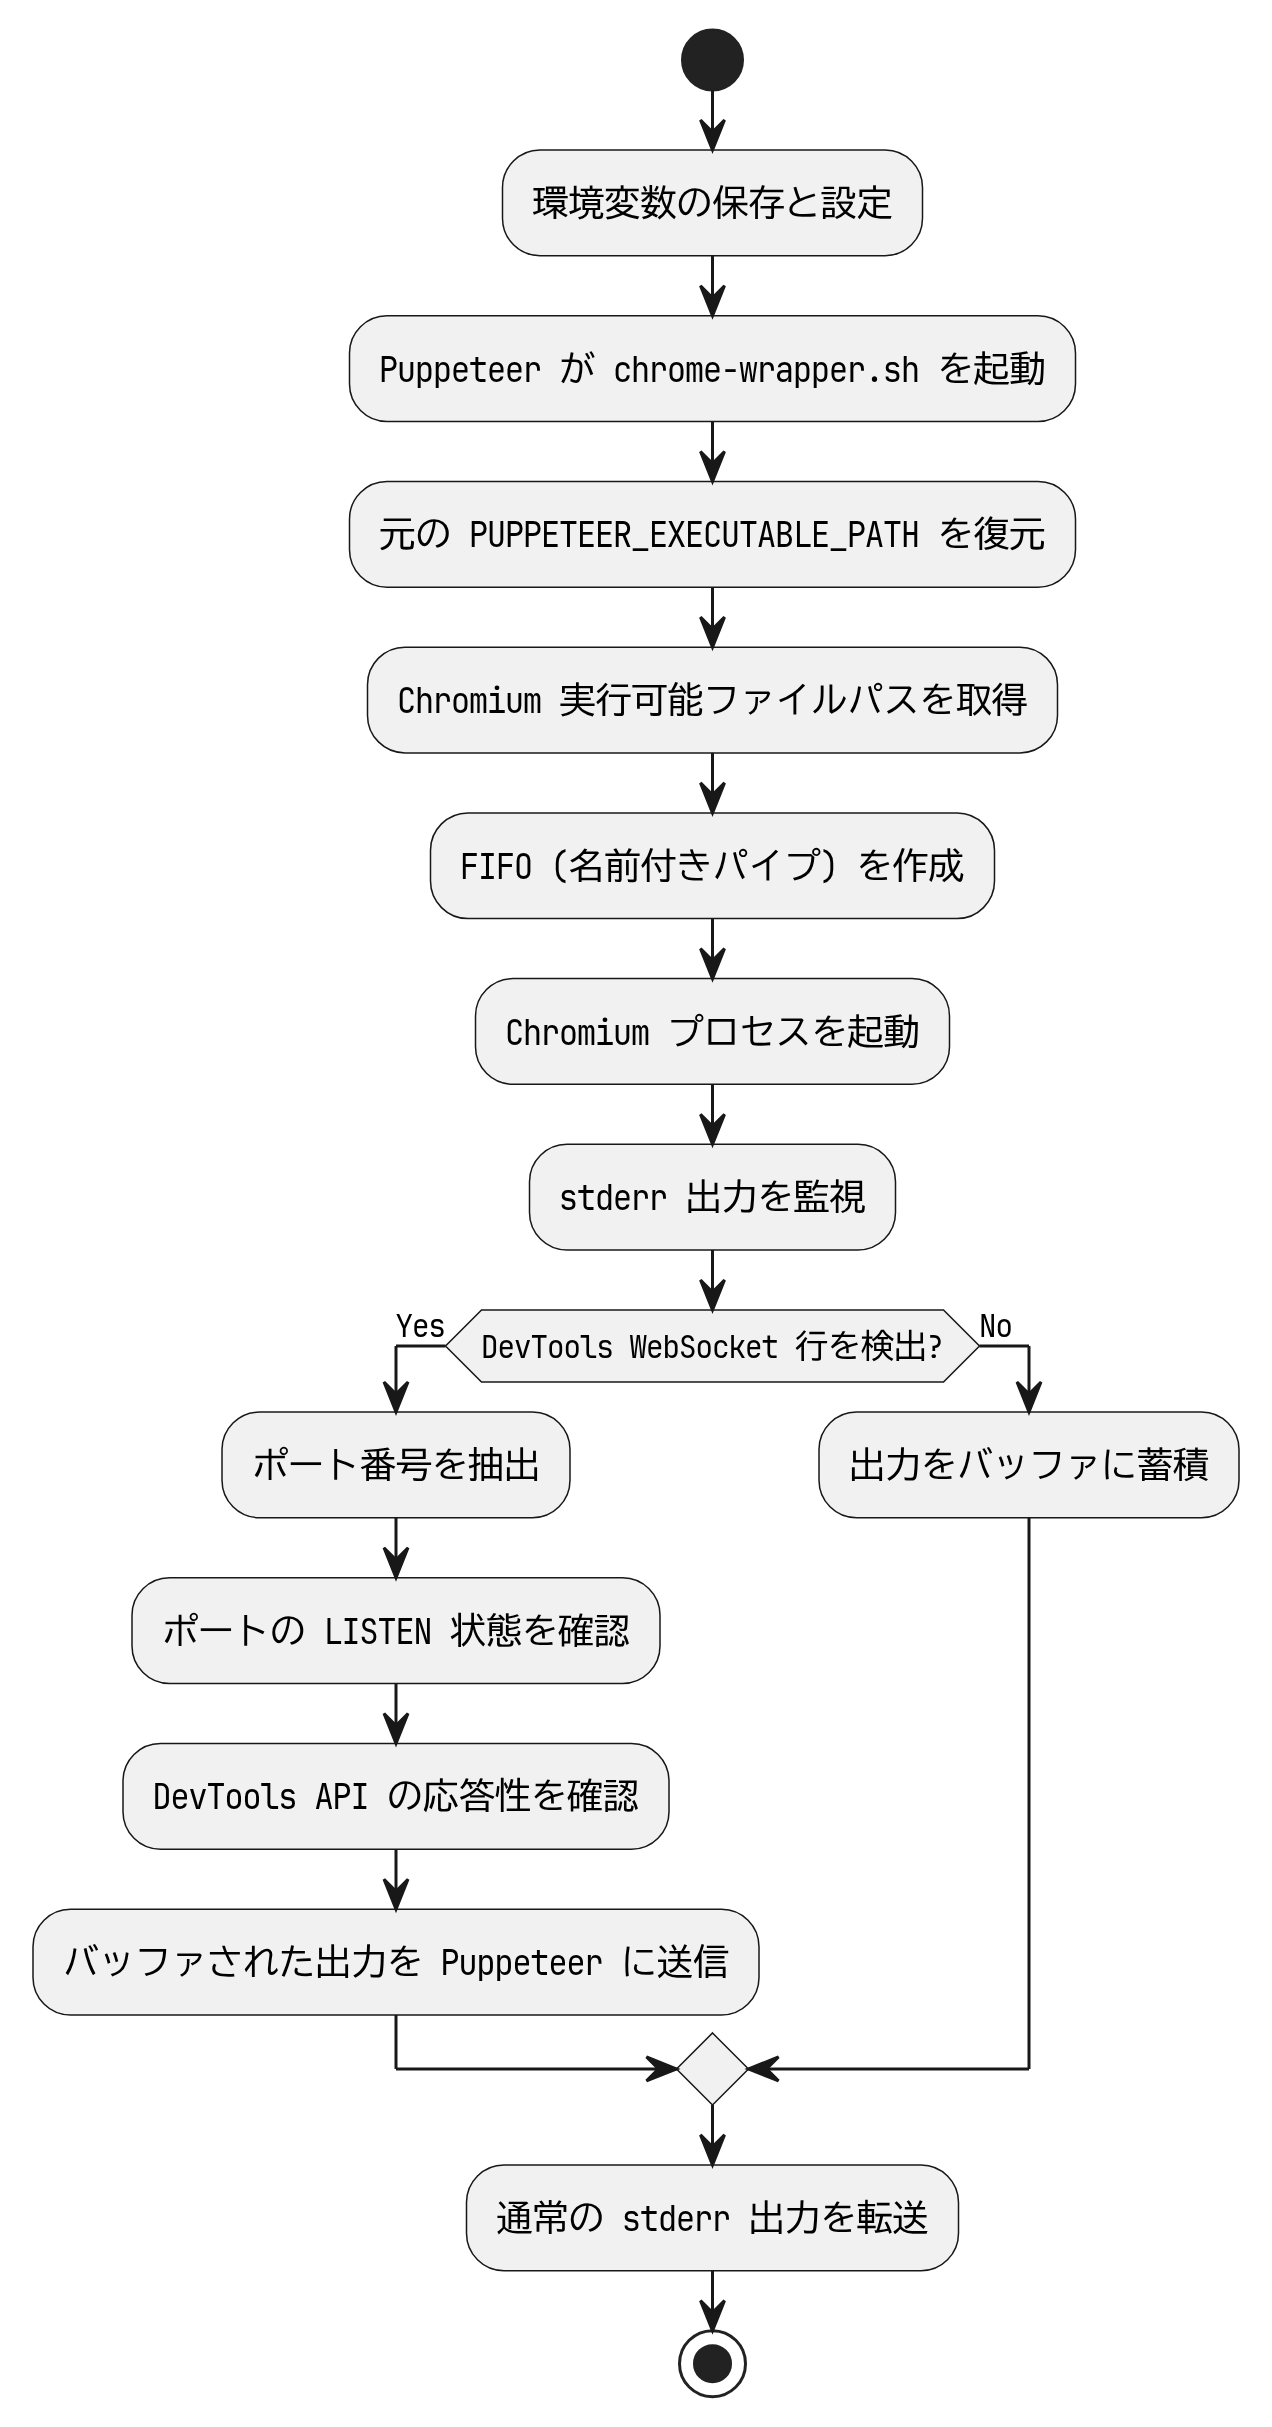 環境変数の保存と設定
Puppeteer が chrome-wrapper.sh を起動
元の PUPPETEER_EXECUTABLE_PATH を復元
Chromium 実行可能ファイルパスを取得
FIFO (名前付きパイプ) を作成
Chromium プロセスを起動
stderr 出力を監視
DevTools WebSocket 行を検出?
Yes
No
ポート番号を抽出
ポートの LISTEN 状態を確認
DevTools API の応答性を確認
バッファされた出力を Puppeteer に送信
出力をバッファに蓄積
通常の stderr 出力を転送